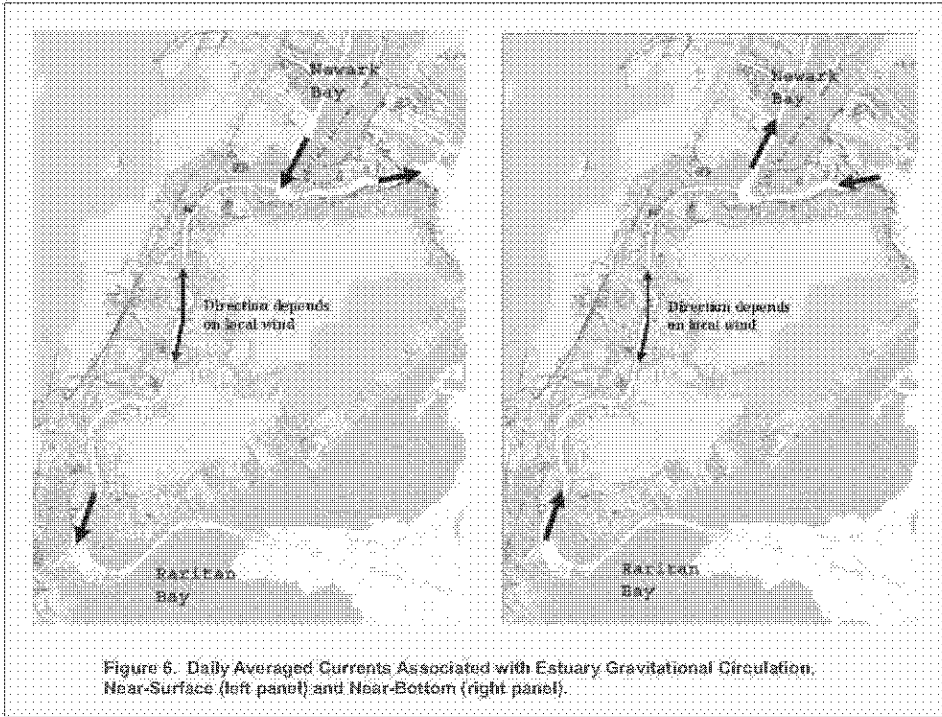 Newark
Bay
Direction depends
on local wind
Raritan
Bay
Newark
Bay
Direction depends
on local wind
Raritan
Bay
Figure 6. Daily Averaged Currents Associated with Estuary Gravitational Circulation,
Near-Surface (left panel) and Near-Bottom (right panel).